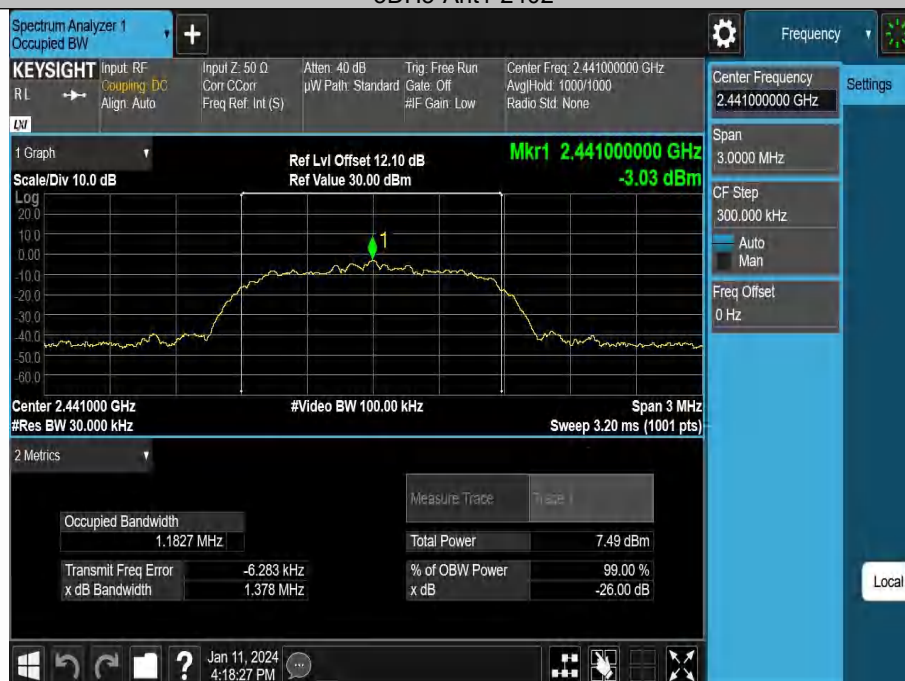 Spectrum Analyzer 1
Occupied BW
Frequency
KEYSIGHT
RL
LXI
Input: RF
Coupling: DC
Align: Auto
Input Z: 50 Ω
Corr CCorr
Freq Ref: Int (S)
Atten: 40 dB
µW Path: Standard
Trig: Free Run
Gate: Off
#IF Gain: Low
Center Freq: 2.441000000 GHz
Avg|Hold: 1000/1000
Radio Std: None
Center Frequency
2.441000000 GHz
Settings
Span
3.0000 MHz
CF Step
300.000 kHz
Auto
Man
Freq Offset
0 Hz
Local
1 Graph
Scale/Div 10.0 dB
Ref Lvl Offset 12.10 dB
Ref Value 30.00 dBm
Mkr1 2.441000000 GHz
-3.03 dBm
Log
20.0
10.0
0.00
-10.0
-20.0
-30.0
-40.0
-50.0
-60.0
1
Center 2.441000 GHz
#Res BW 30.000 kHz
#Video BW 100.00 kHz
Span 3 MHz
Sweep 3.20 ms (1001 pts)
2 Metrics
Measure Trace
Trace 1
Occupied Bandwidth
1.1827 MHz
Total Power
7.49 dBm
Transmit Freq Error
-6.283 kHz
% of OBW Power
99.00 %
x dB Bandwidth
1.378 MHz
x dB
-26.00 dB
?
Jan 11, 2024
4:18:27 PM